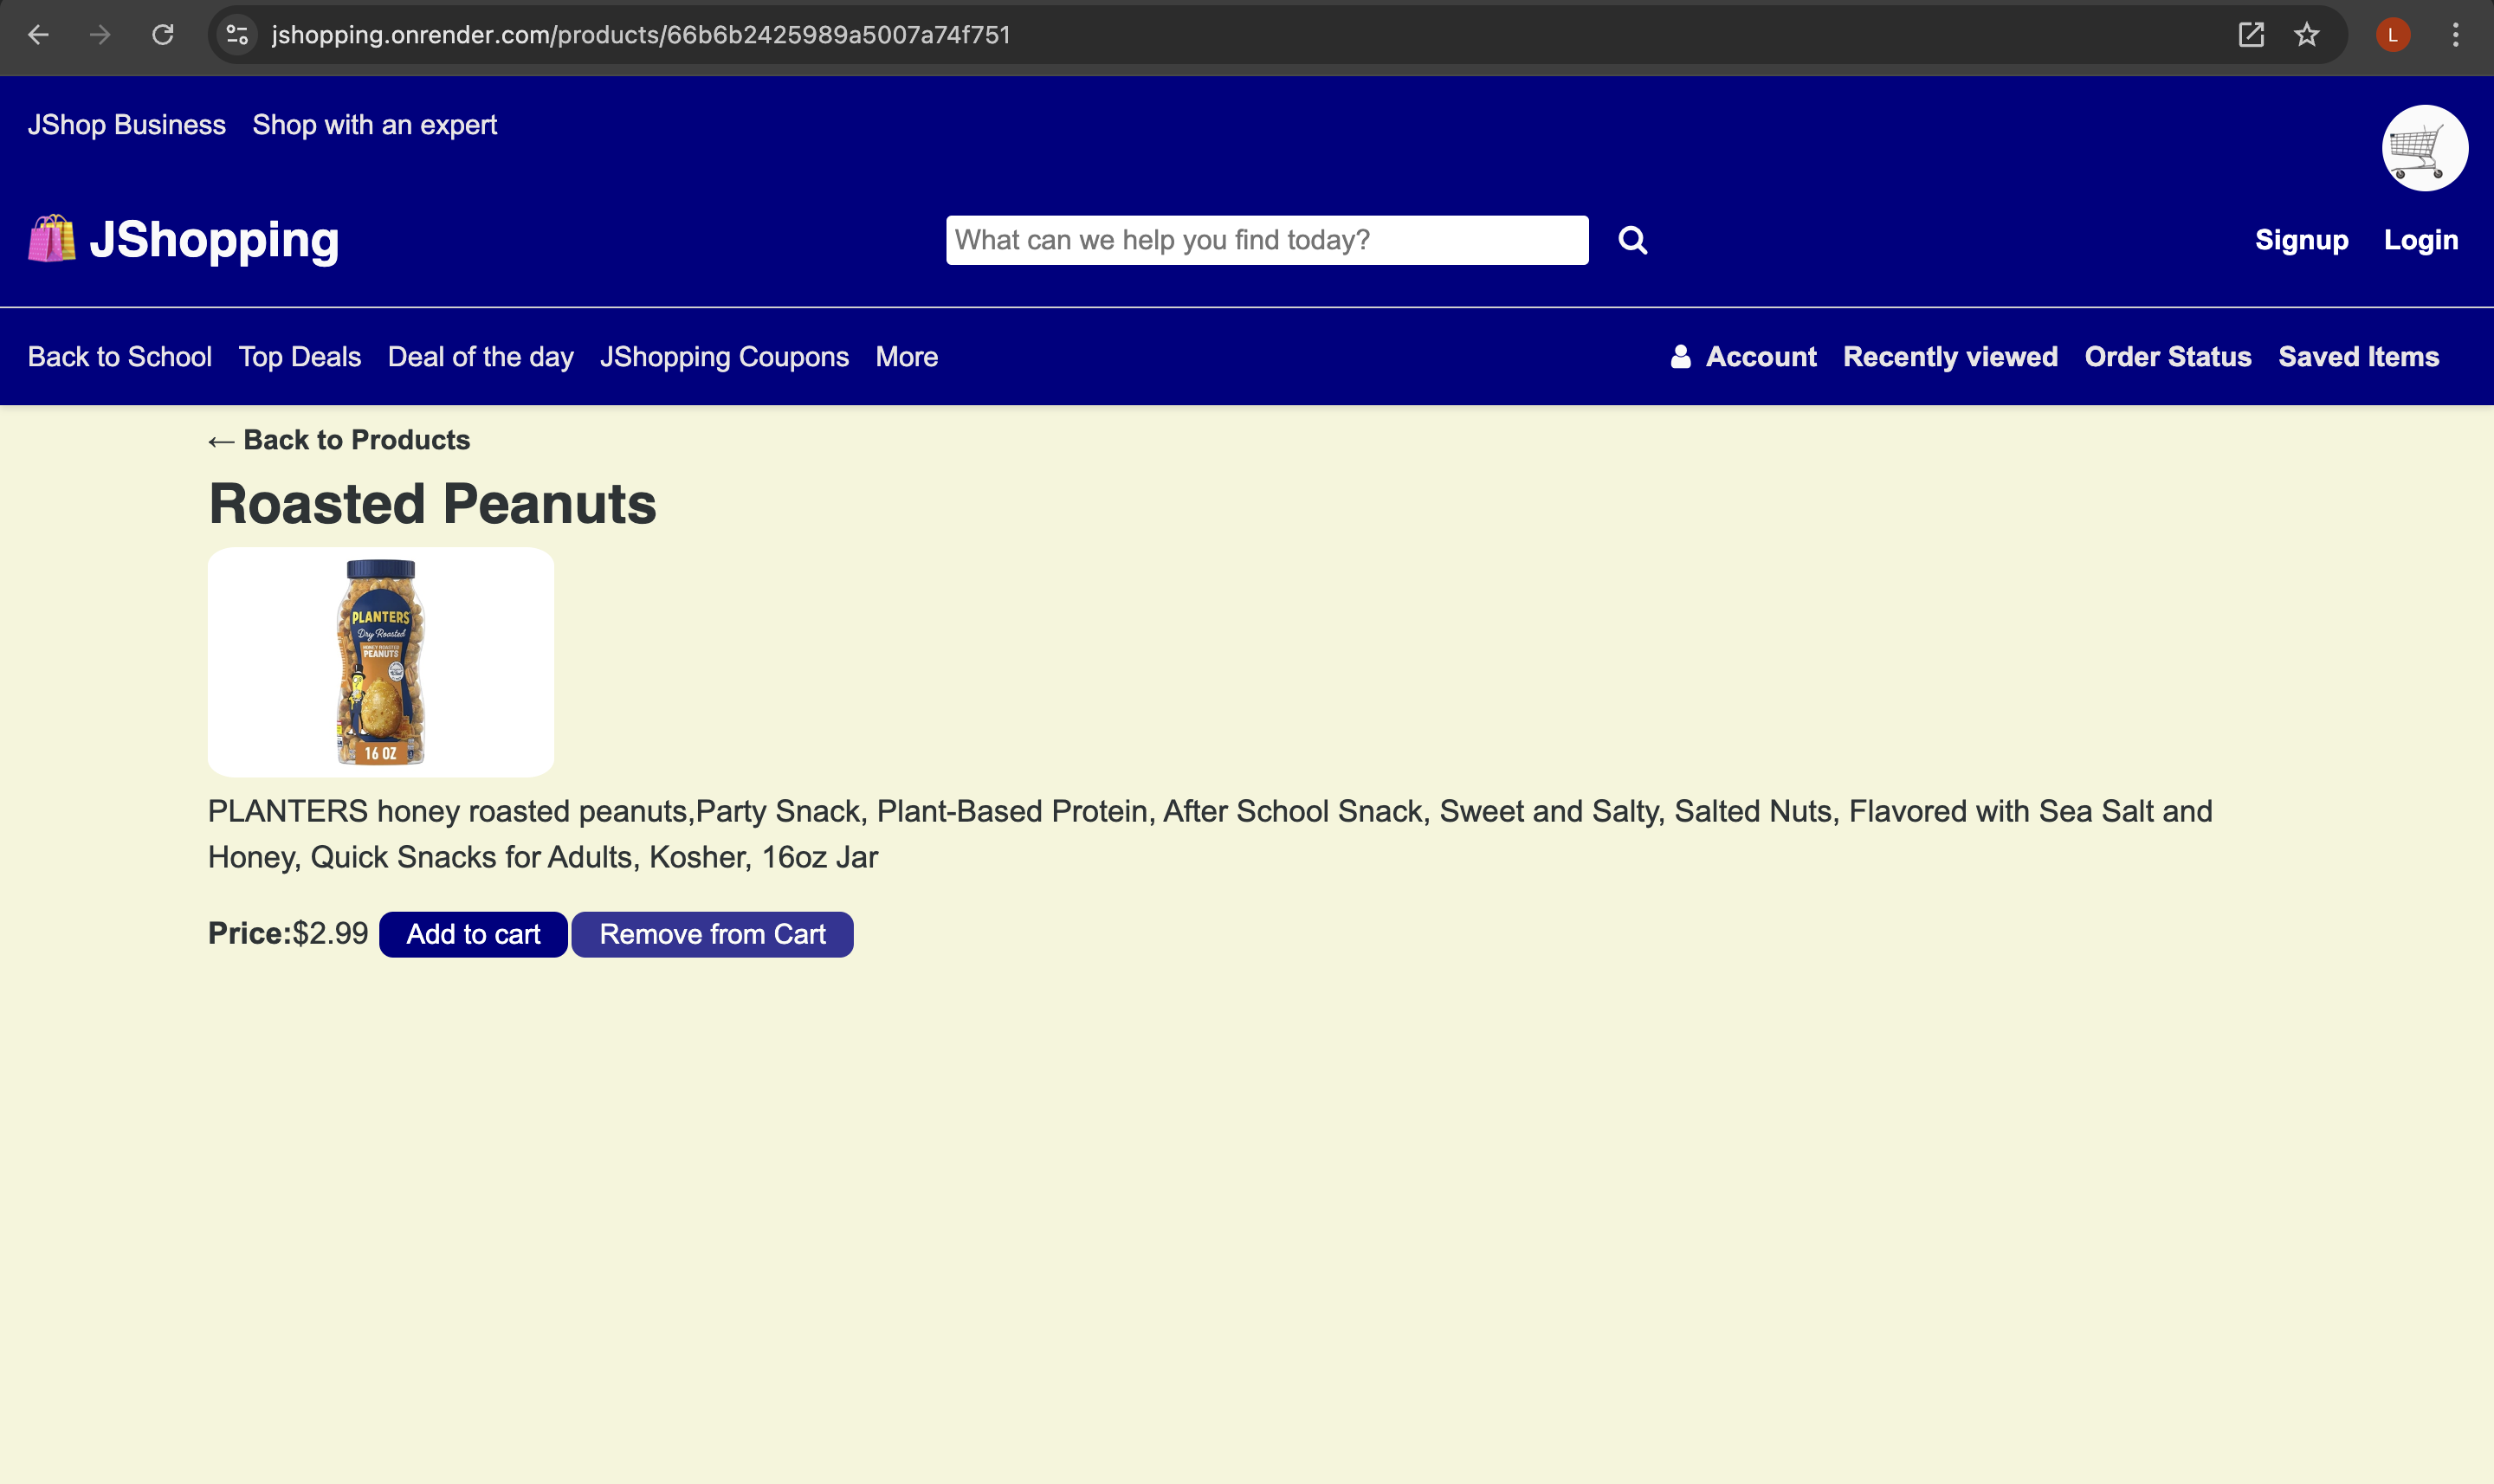 jshopping.onrender.com/products/66b6b2425989a5007a74f751
L
JShop Business Shop with an expert
JShopping
What can we help you find today?
Signup Login
Back to School Top Deals Deal of the day JShopping Coupons More
Account Recently viewed Order Status Saved Items
← Back to Products
Roasted Peanuts
PLANTERS
Dry Roasted
HONEY ROASTED
PEANUTS
16 OZ
PLANTERS honey roasted peanuts,Party Snack, Plant-Based Protein, After School Snack, Sweet and Salty, Salted Nuts, Flavored with Sea Salt and
Honey, Quick Snacks for Adults, Kosher, 16oz Jar
Price:$2.99 Add to cart Remove from Cart